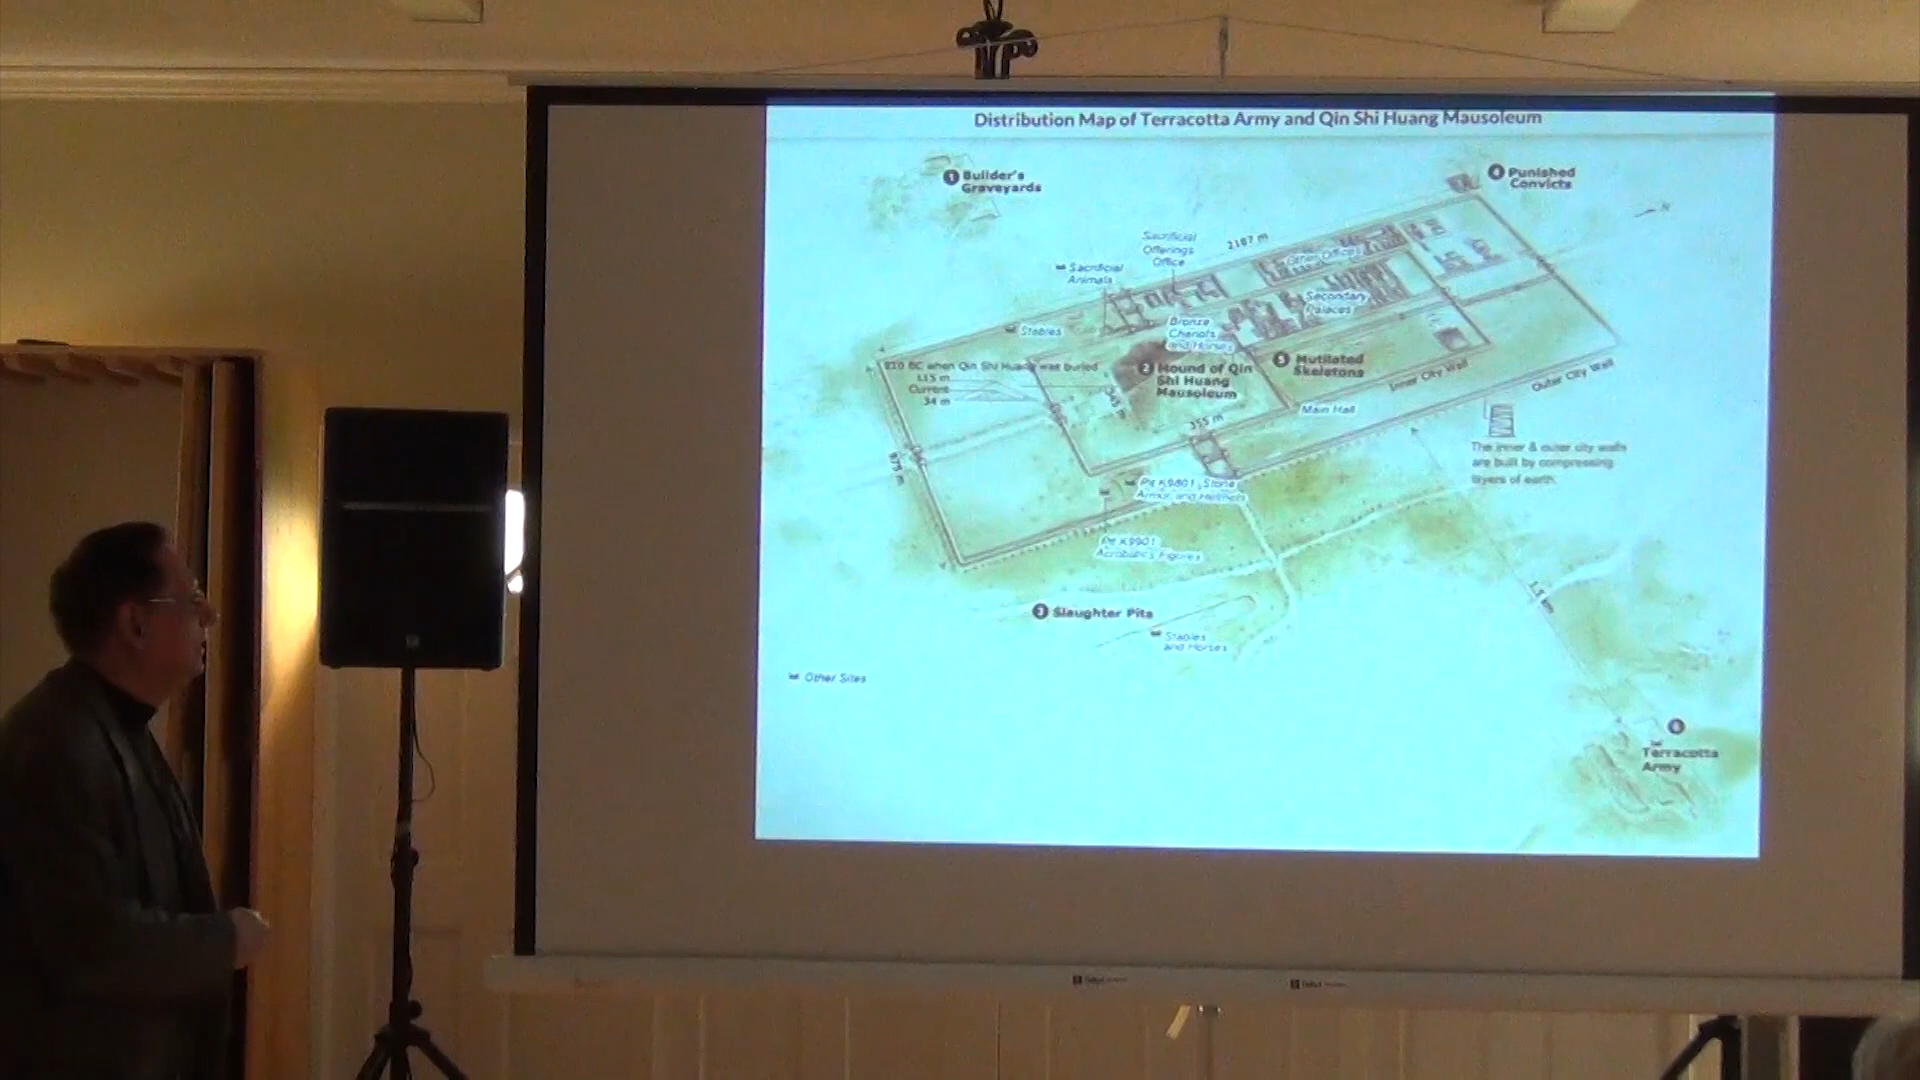 Distribution Map of Terracotta Army and Qin Shi Huang Mausoleum
1 Builder's
Graveyards
4 Punished
Convicts
N
Sacrificial
Offerings
Office
2187 m
Other Offices
Sacrificial
Animals
Secondary
Palaces
Stables
Bronze
Chariots
and Horses
210 BC when Qin Shi Huang was buried
115 m
Current
34 m
2 Mound of Qin
Shi Huang
Mausoleum
345 m
355 m
5 Mutilated
Skeletons
Inner City Wall
Outer City Wall
Main Hall
The inner & outer city walls
are built by compressing
layers of earth.
Pit K9801, Stone
Armor and Helmets
Pit K9901
Acrobatics Figures
3 Slaughter Pits
Stables
and Horses
1.5 km
Other Sites
6
Terracotta
Army